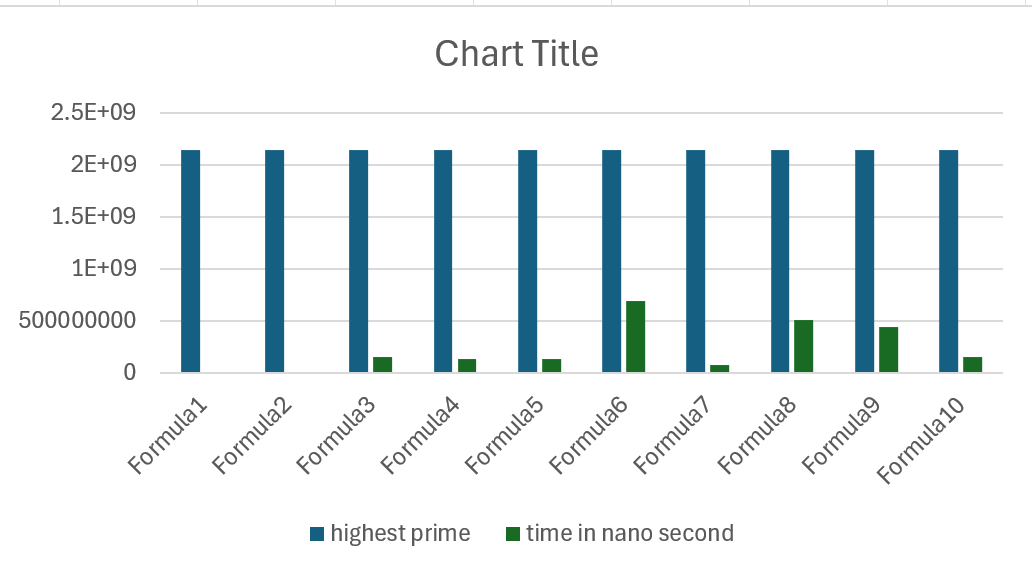 Chart Title
2.5E+09
2E+09
1.5E+09
1E+09
500000000
0
Formula1
Formula2
Formula3
Formula4
Formula5
Formula6
Formula7
Formula8
Formula9
Formula10
highest prime
time in nano second